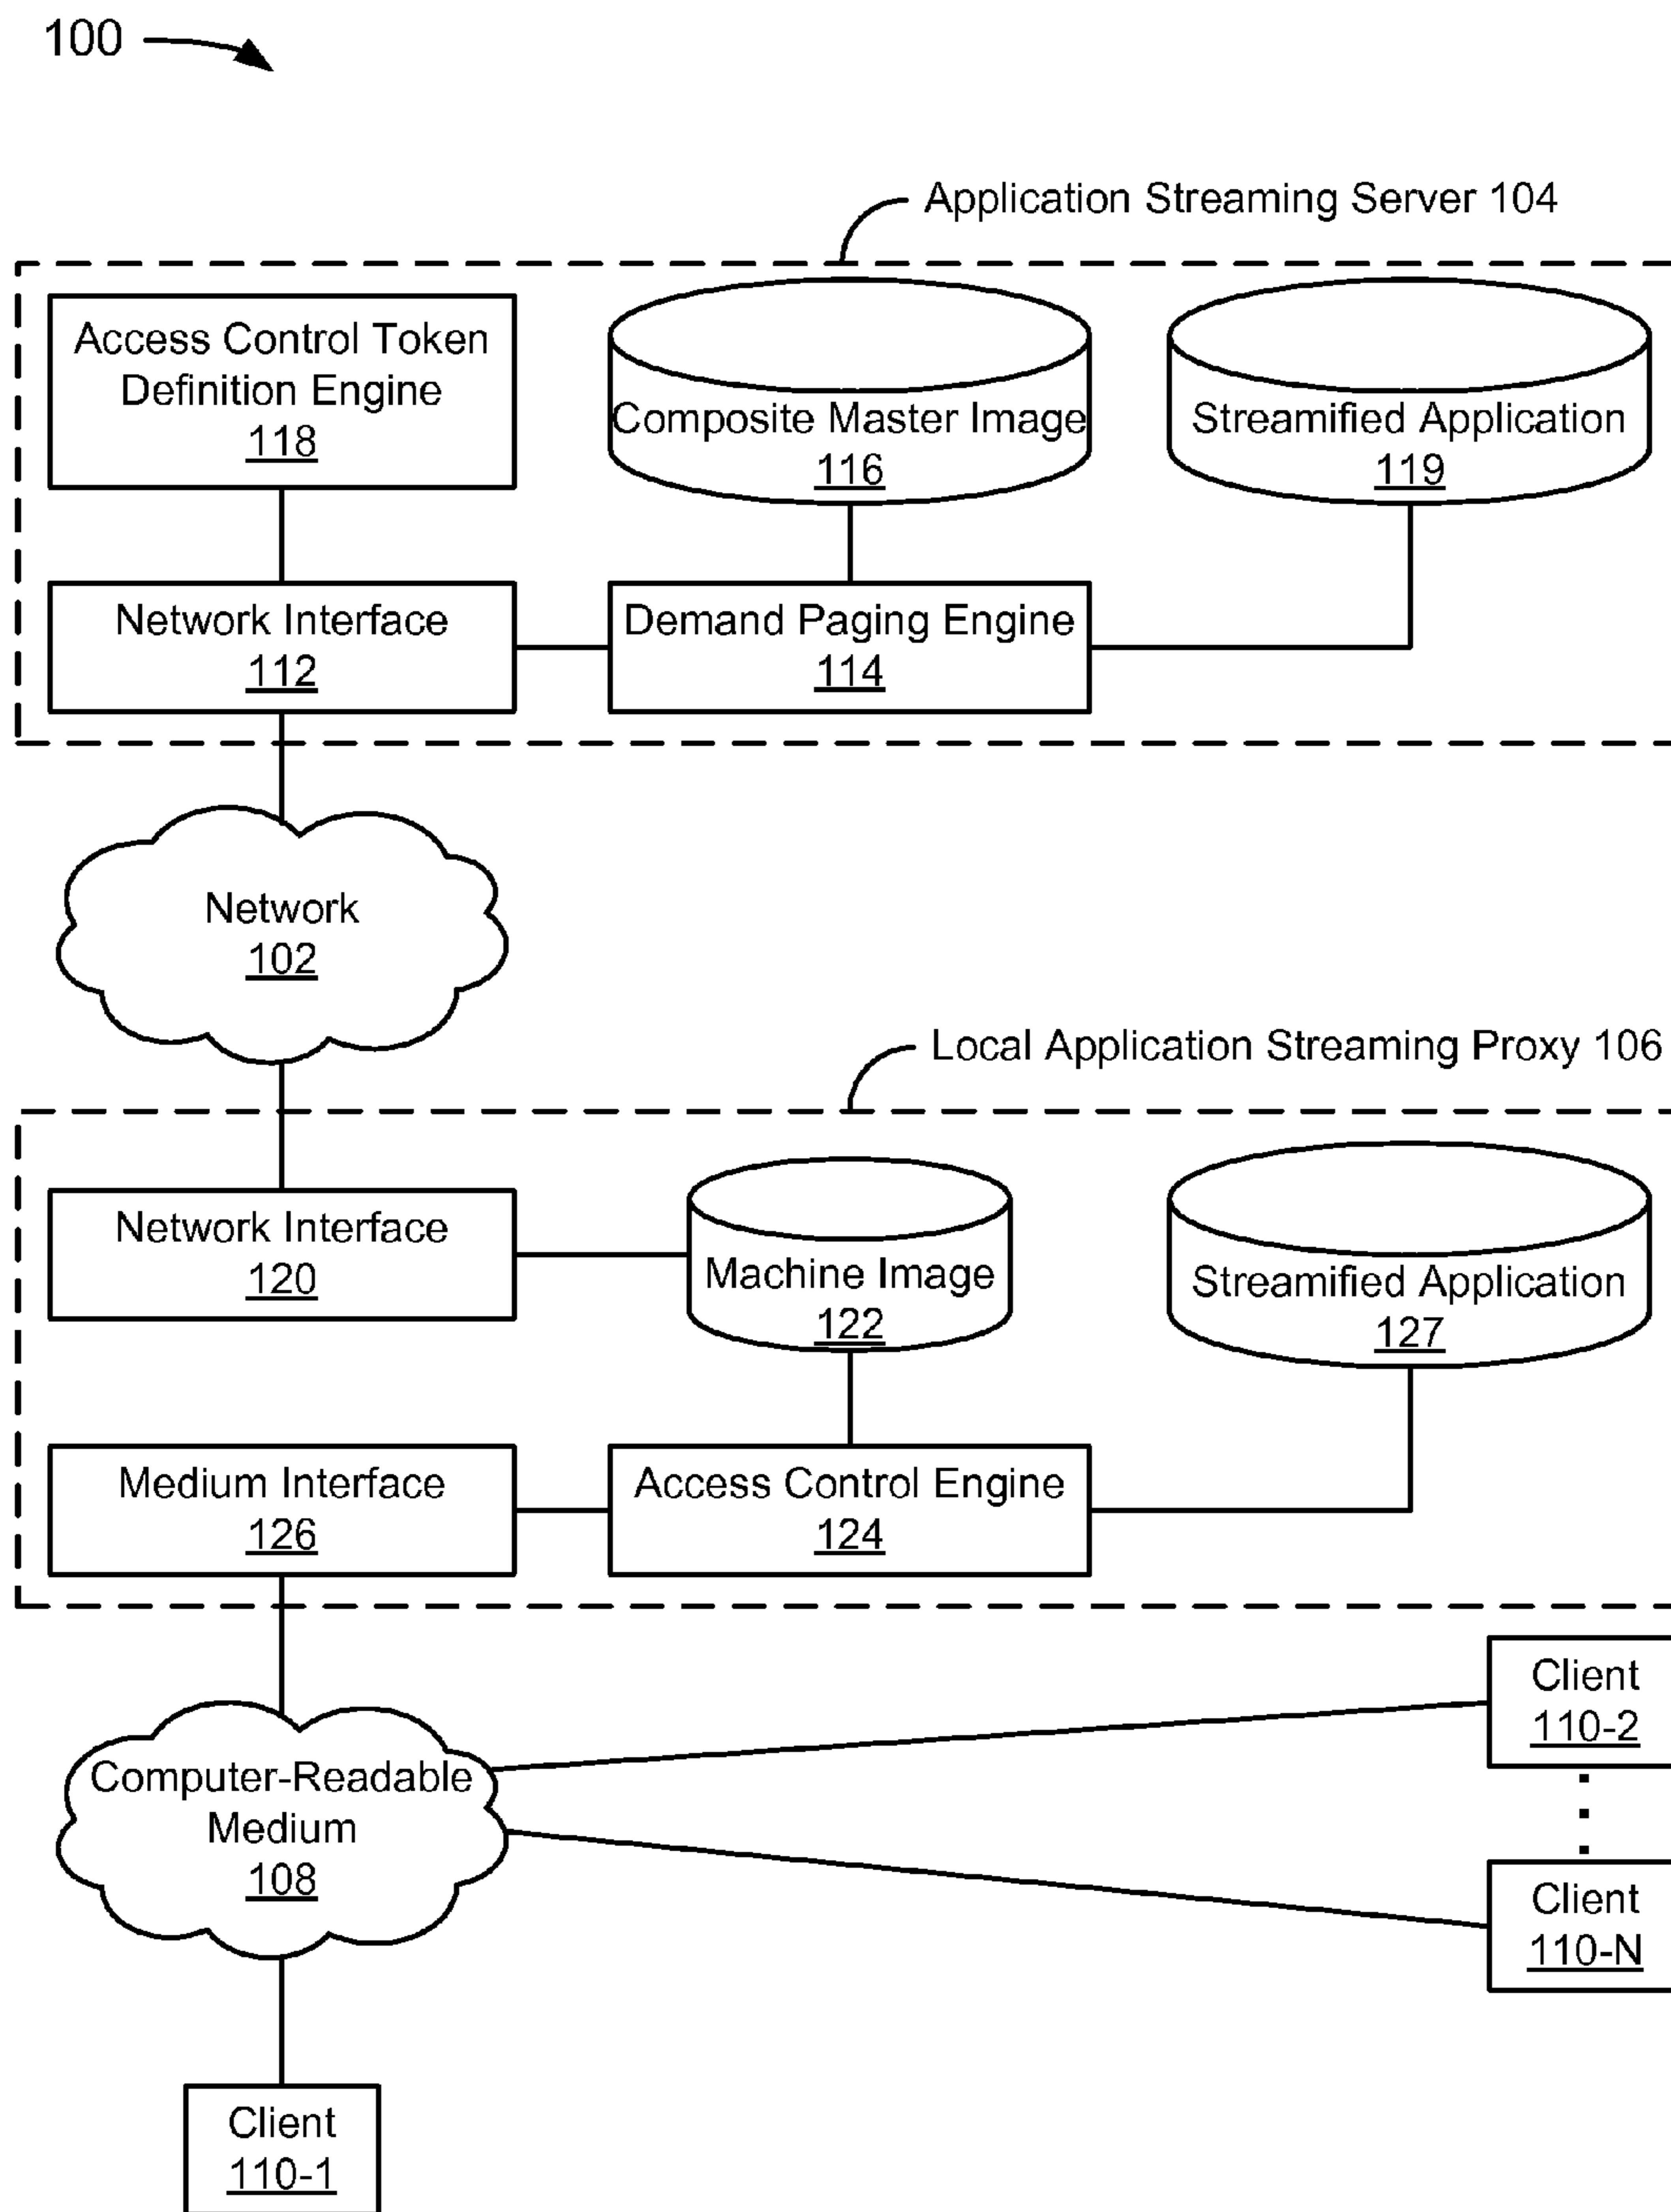 100
Application Streaming Server 104
Access Control Token
Definition Engine
118
Composite Master Image
116
Streamified Application
119
Network Interface
112
Demand Paging Engine
114
Network
102
Local Application Streaming Proxy 106
Network Interface
120
Machine Image
122
Streamified Application
127
Medium Interface
126
Access Control Engine
124
Client
110-2
Computer-Readable
Medium
108
Client
110-N
Client
110-1